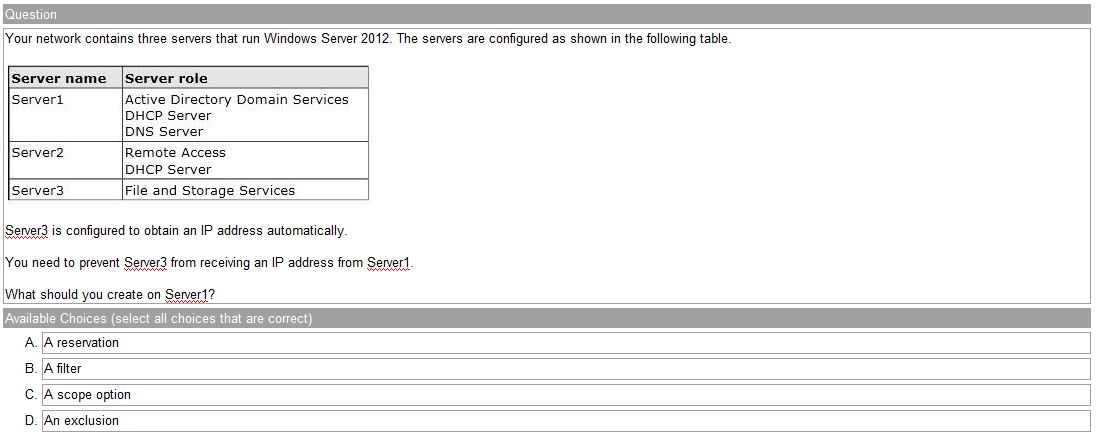 Question
Your network contains three servers that run Windows Server 2012. The servers are configured as shown in the following table.
Server name Server role
Server1 Active Directory Domain Services
DHCP Server
DNS Server
Server2 Remote Access
DHCP Server
Server3 File and Storage Services
Server3 is configured to obtain an IP address automatically.
You need to prevent Server3 from receiving an IP address from Server1.
What should you create on Server1?
Available Choices (select all choices that are correct)
A. A reservation
B. A filter
C. A scope option
D. An exclusion